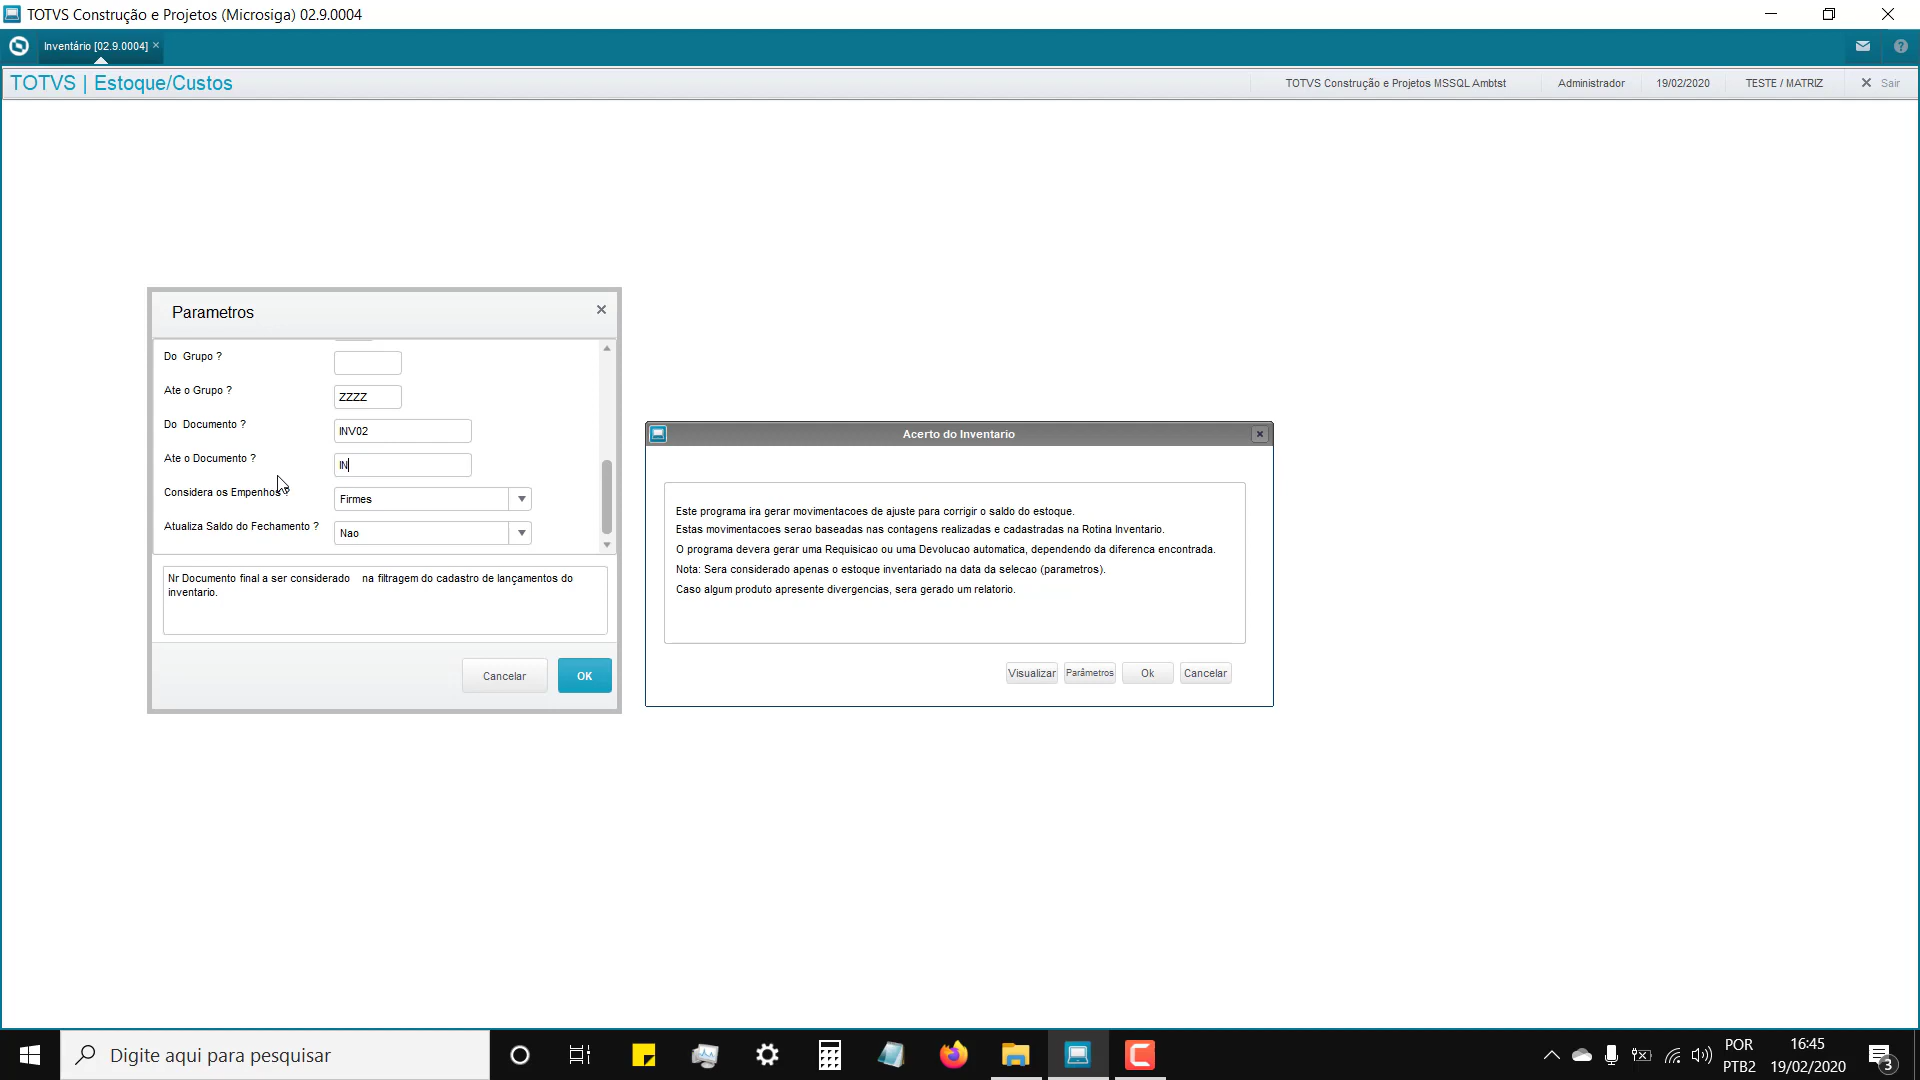 TOTVS Construção e Projetos (Microsiga) 02.9.0004
Inventário [02.9.0004]
TOTVS | Estoque/Custos
TOTVS Construção e Projetos MSSQL Ambtst
Administrador
19/02/2020
TESTE / MATRIZ
Sair
Parametros
Do Grupo ?
Ate o Grupo ?
ZZZZ
Do Documento ?
INV02
Ate o Documento ?
IN
Considera os Empenhos ?
Firmes
Atualiza Saldo do Fechamento ?
Nao
Nr Documento final a ser considerado na filtragem do cadastro de lançamentos do
inventario.
Cancelar
OK
Acerto do Inventario
Este programa ira gerar movimentacoes de ajuste para corrigir o saldo do estoque.
Estas movimentacoes serao baseadas nas contagens realizadas e cadastradas na Rotina Inventario.
O programa devera gerar uma Requisicao ou uma Devolucao automatica, dependendo da diferenca encontrada.
Nota: Sera considerado apenas o estoque inventariado na data da selecao (parametros).
Caso algum produto apresente divergencias, sera gerado um relatorio.
Visualizar
Parâmetros
Ok
Cancelar
Digite aqui para pesquisar
POR
PTB2
16:45
19/02/2020
3